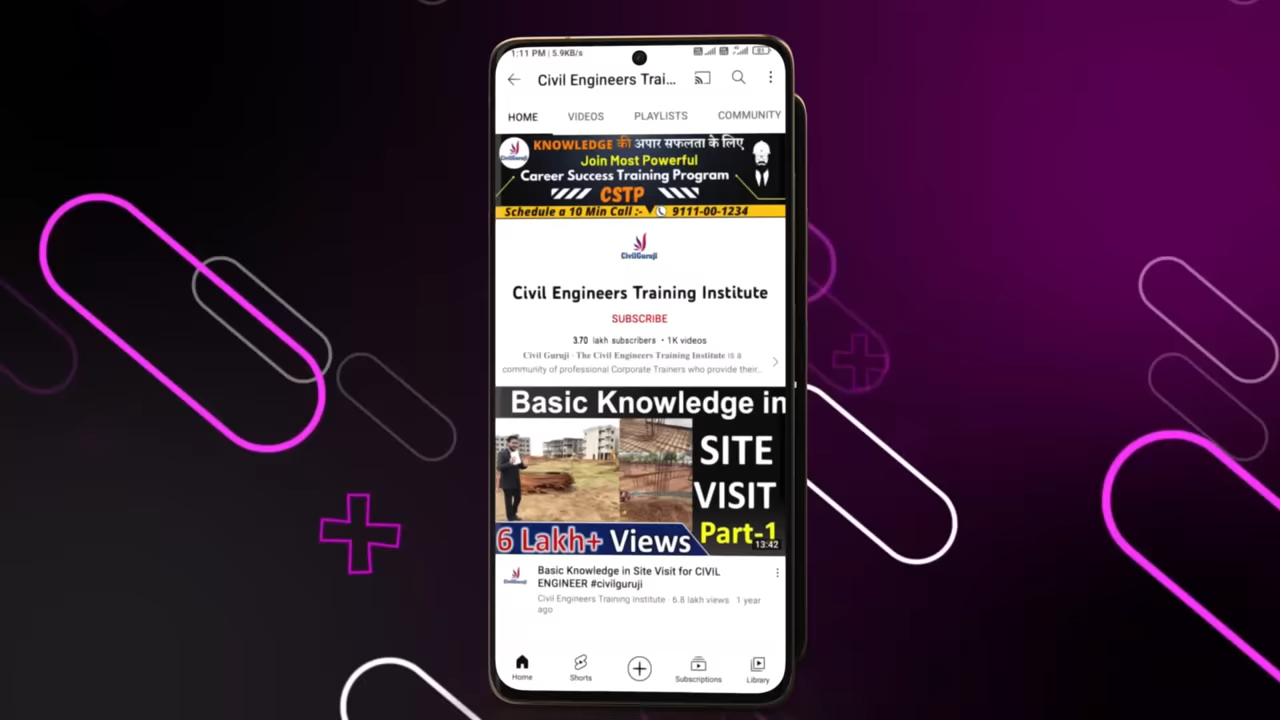 1:11 PM | 5.9KB/s
Civil Engineers Trai...
HOME VIDEOS PLAYLISTS COMMUNITY
CivilGuruji
KNOWLEDGE की अपार सफलता के लिए
Join Most Powerful
Career Success Training Program
CSTP
Schedule a 10 Min Call :- 9111-00-1234
CivilGuruji
Civil Engineers Training Institute
SUBSCRIBE
3.70 lakh subscribers • 1K videos
Civil Guruji - The Civil Engineers Training Institute is a
community of professional Corporate Trainers who provide their...
Basic Knowledge in
SITE
VISIT
Part-1
6 Lakh+ Views
13:42
Basic Knowledge in Site Visit for CIVIL
ENGINEER #civilguruji
CivilGuruji
Civil Engineers Training Institute · 6.8 lakh views · 1 year
ago
Home Shorts Subscriptions Library